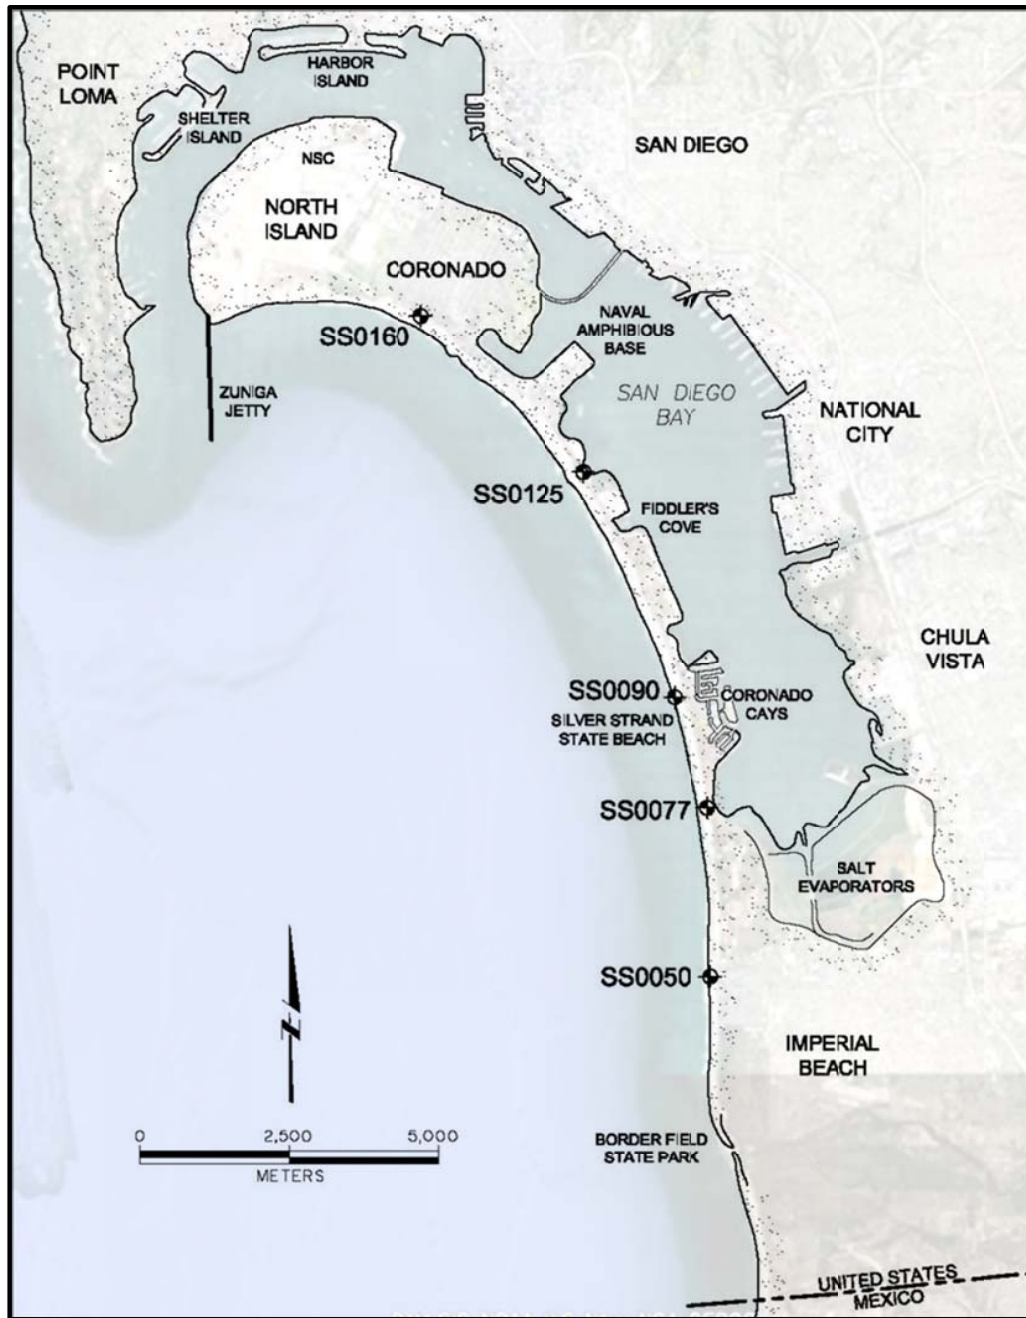 POINT
LOMA
HARBOR
ISLAND
SHELTER
ISLAND
SAN DIEGO
NSC
NORTH
ISLAND
CORONADO
SS0160
NAVAL
AMPHIBIOUS
BASE
ZUNIGA
JETTY
SAN DIEGO
BAY
NATIONAL
CITY
SS0125
FIDDLER'S
COVE
CHULA
VISTA
SS0090
SILVER STRAND
STATE BEACH
CORONADO
CAYS
SS0077
SALT
EVAPORATORS
SS0050
N
IMPERIAL
BEACH
0 2,500 5,000
METERS
BORDER FIELD
STATE PARK
UNITED STATES
MEXICO